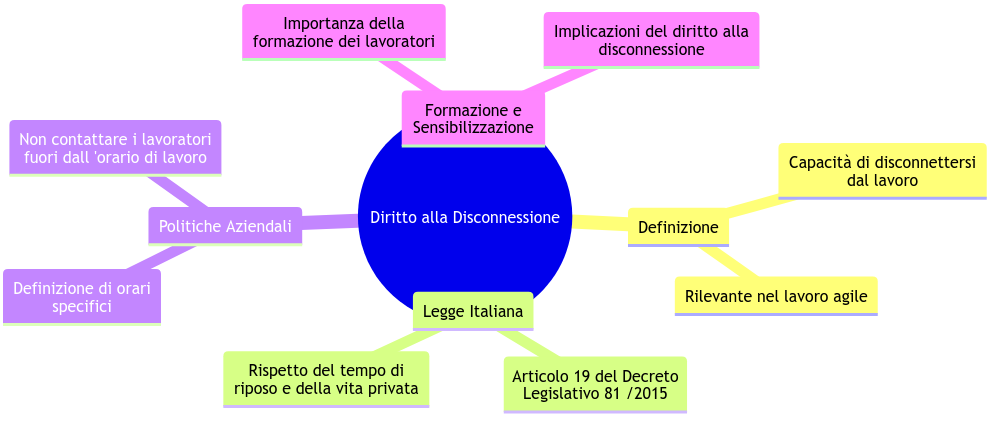 Importanza della
formazione dei lavoratori
Implicazioni del diritto alla
disconnessione
Formazione e
Sensibilizzazione
Non contattare i lavoratori
fuori dall 'orario di lavoro
Politiche Aziendali
Definizione di orari
specifici
Diritto alla Disconnessione
Capacità di disconnettersi
dal lavoro
Definizione
Rilevante nel lavoro agile
Legge Italiana
Rispetto del tempo di
riposo e della vita privata
Articolo 19 del Decreto
Legislativo 81 /2015